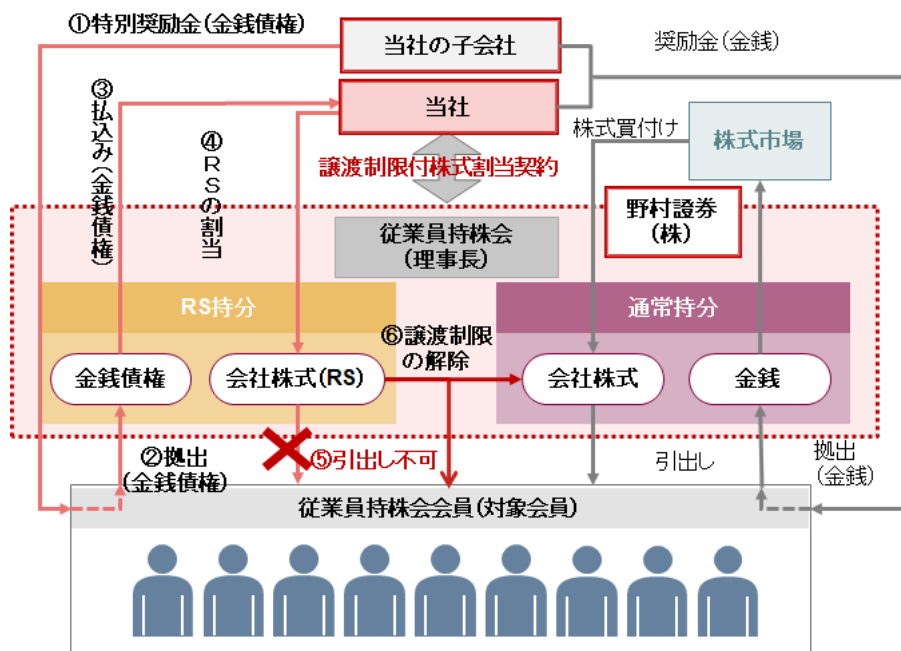 ①特別奨励金(金銭債権)
当社の子会社
奨励金(金銭)
当社
③払込み(金銭債権)
④RSの割当
株式買付け
株式市場
譲渡制限付株式割当契約
野村證券
(株)
従業員持株会
(理事長)
RS持分
通常持分
⑥譲渡制限
の解除
金銭債権
会社株式(RS)
会社株式
金銭
②拠出
(金銭債権)
⑤引出し不可
引出し
拠出
(金銭)
従業員持株会会員(対象会員)